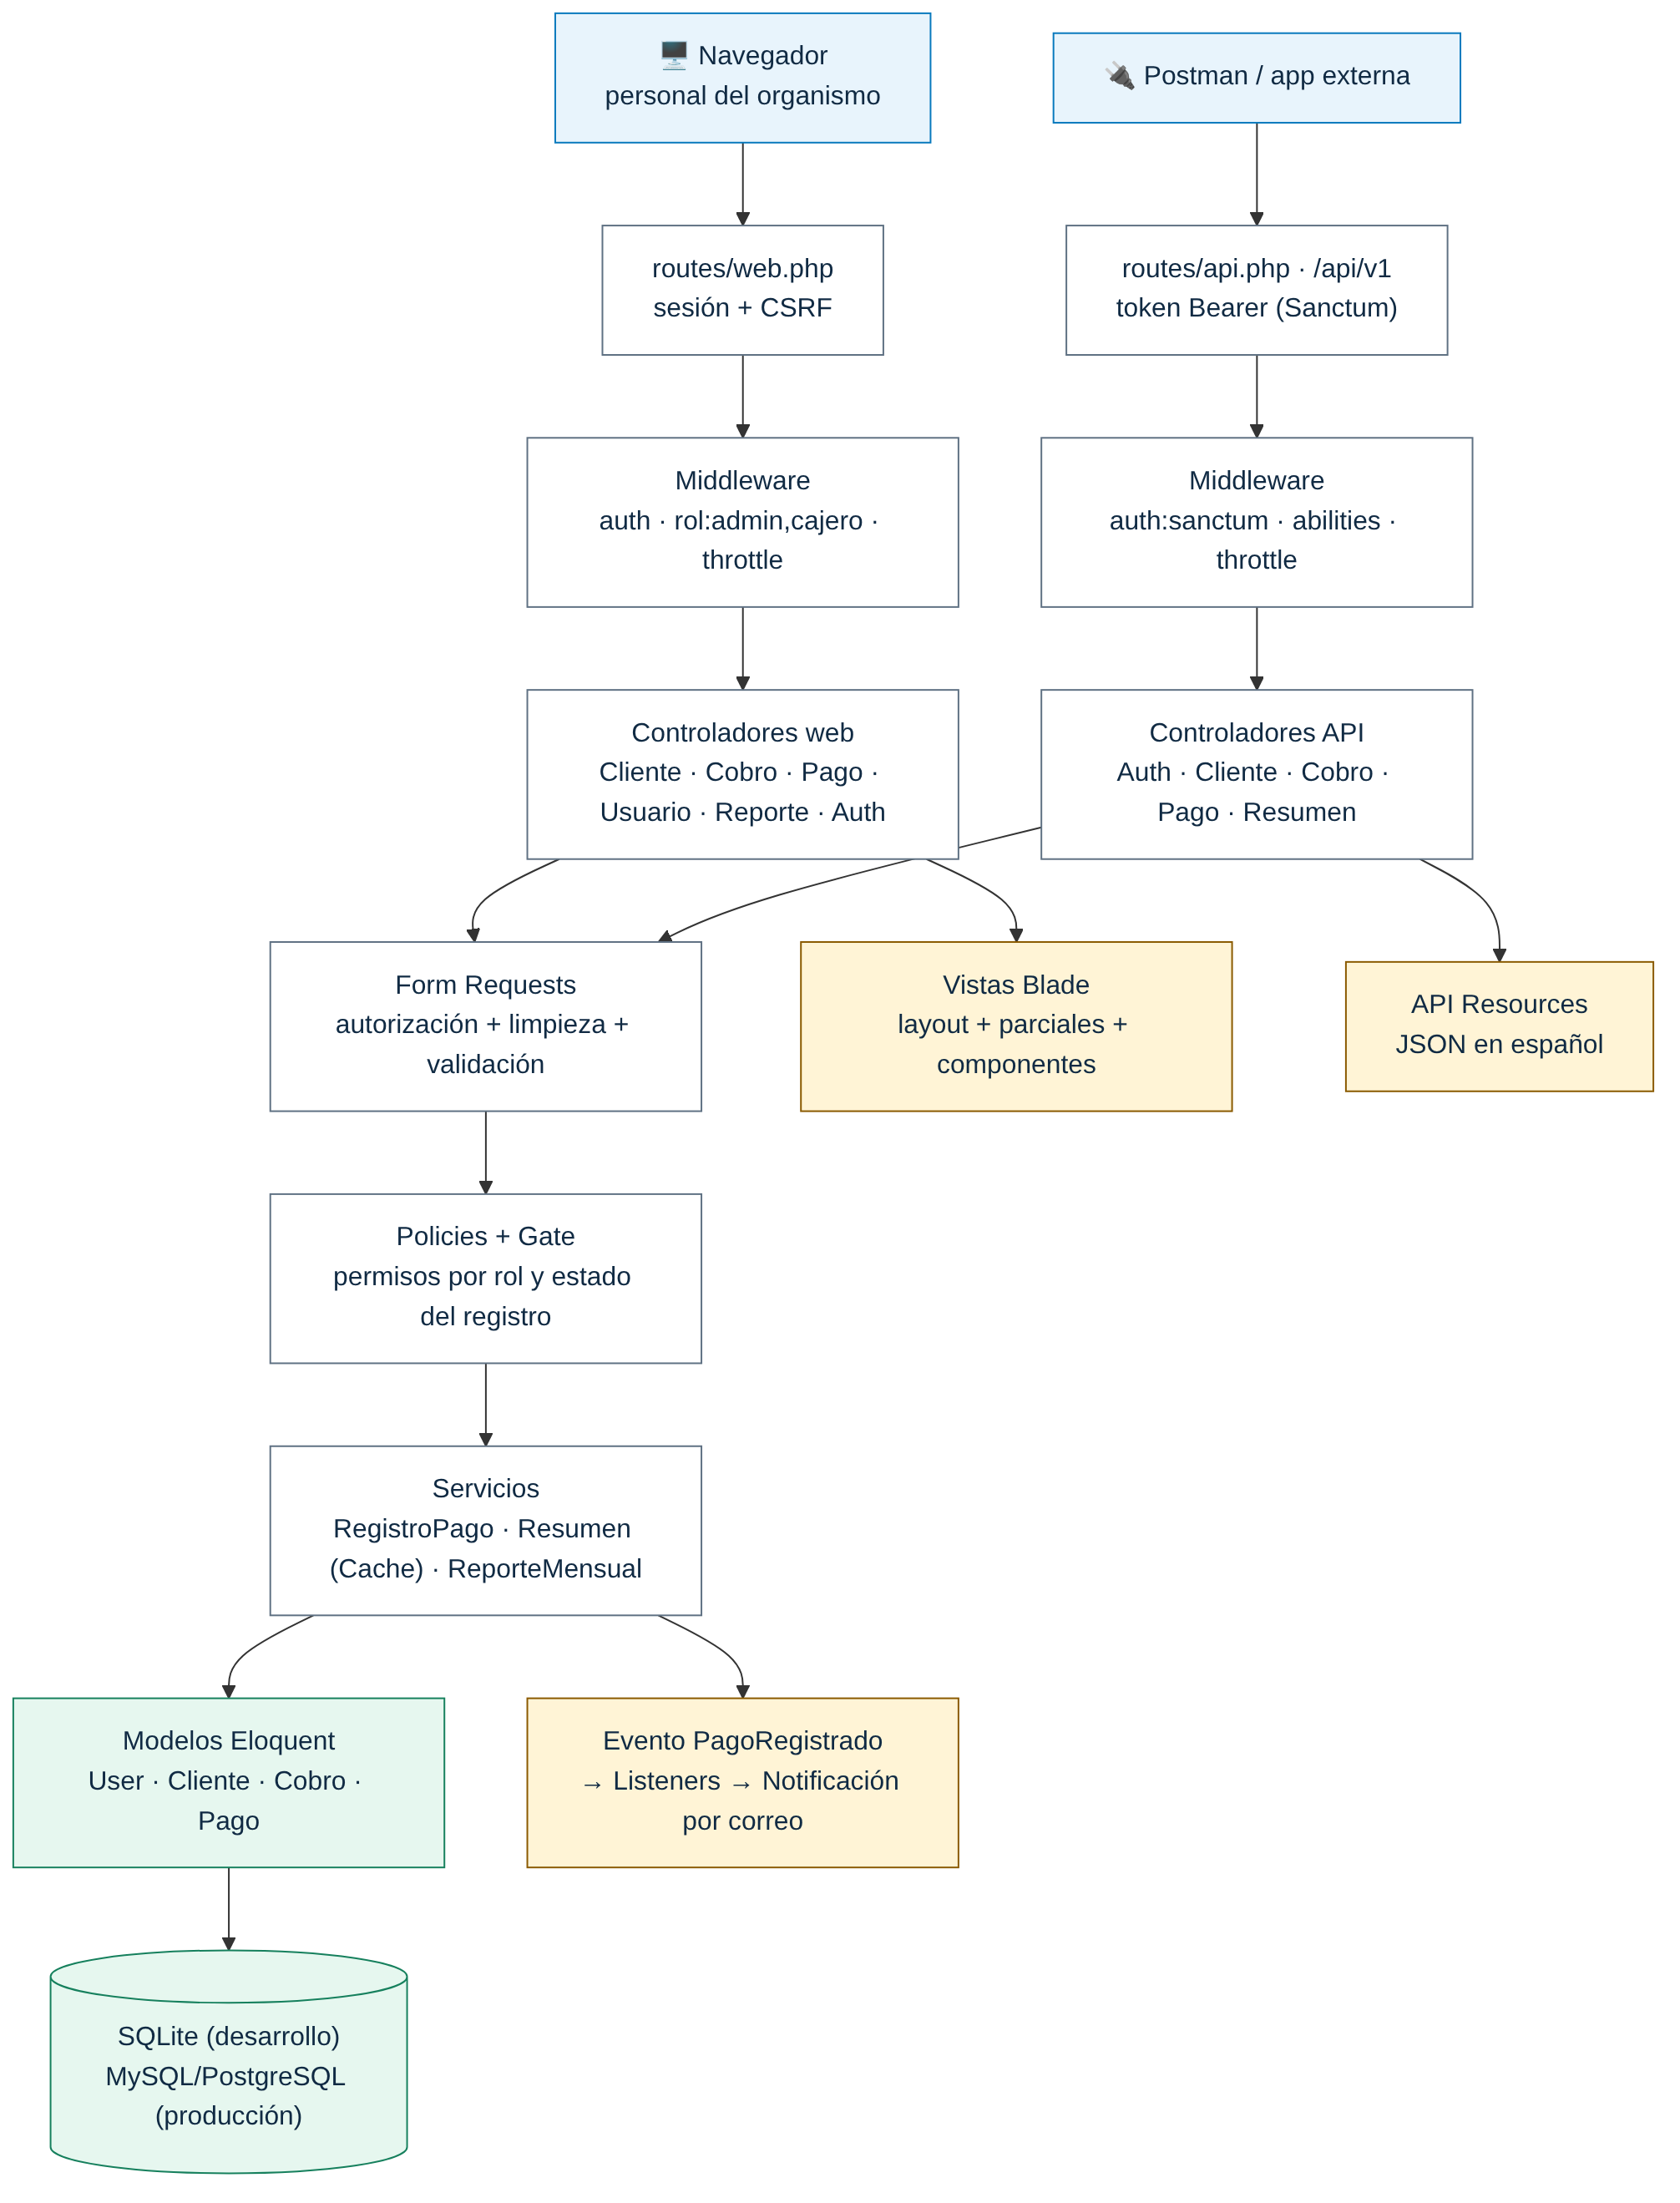 🖥️ Navegador
personal del organismo
🔌 Postman / app externa
routes/web.php
sesión + CSRF
routes/api.php · /api/v1
token Bearer (Sanctum)
Middleware
auth · rol:admin,cajero ·
throttle
Middleware
auth:sanctum · abilities ·
throttle
Controladores web
Cliente · Cobro · Pago ·
Usuario · Reporte · Auth
Controladores API
Auth · Cliente · Cobro ·
Pago · Resumen
Form Requests
autorización + limpieza +
validación
Vistas Blade
layout + parciales +
componentes
API Resources
JSON en español
Policies + Gate
permisos por rol y estado
del registro
Servicios
RegistroPago · Resumen
(Cache) · ReporteMensual
Modelos Eloquent
User · Cliente · Cobro ·
Pago
Evento PagoRegistrado
→ Listeners → Notificación
por correo
SQLite (desarrollo)
MySQL/PostgreSQL
(producción)